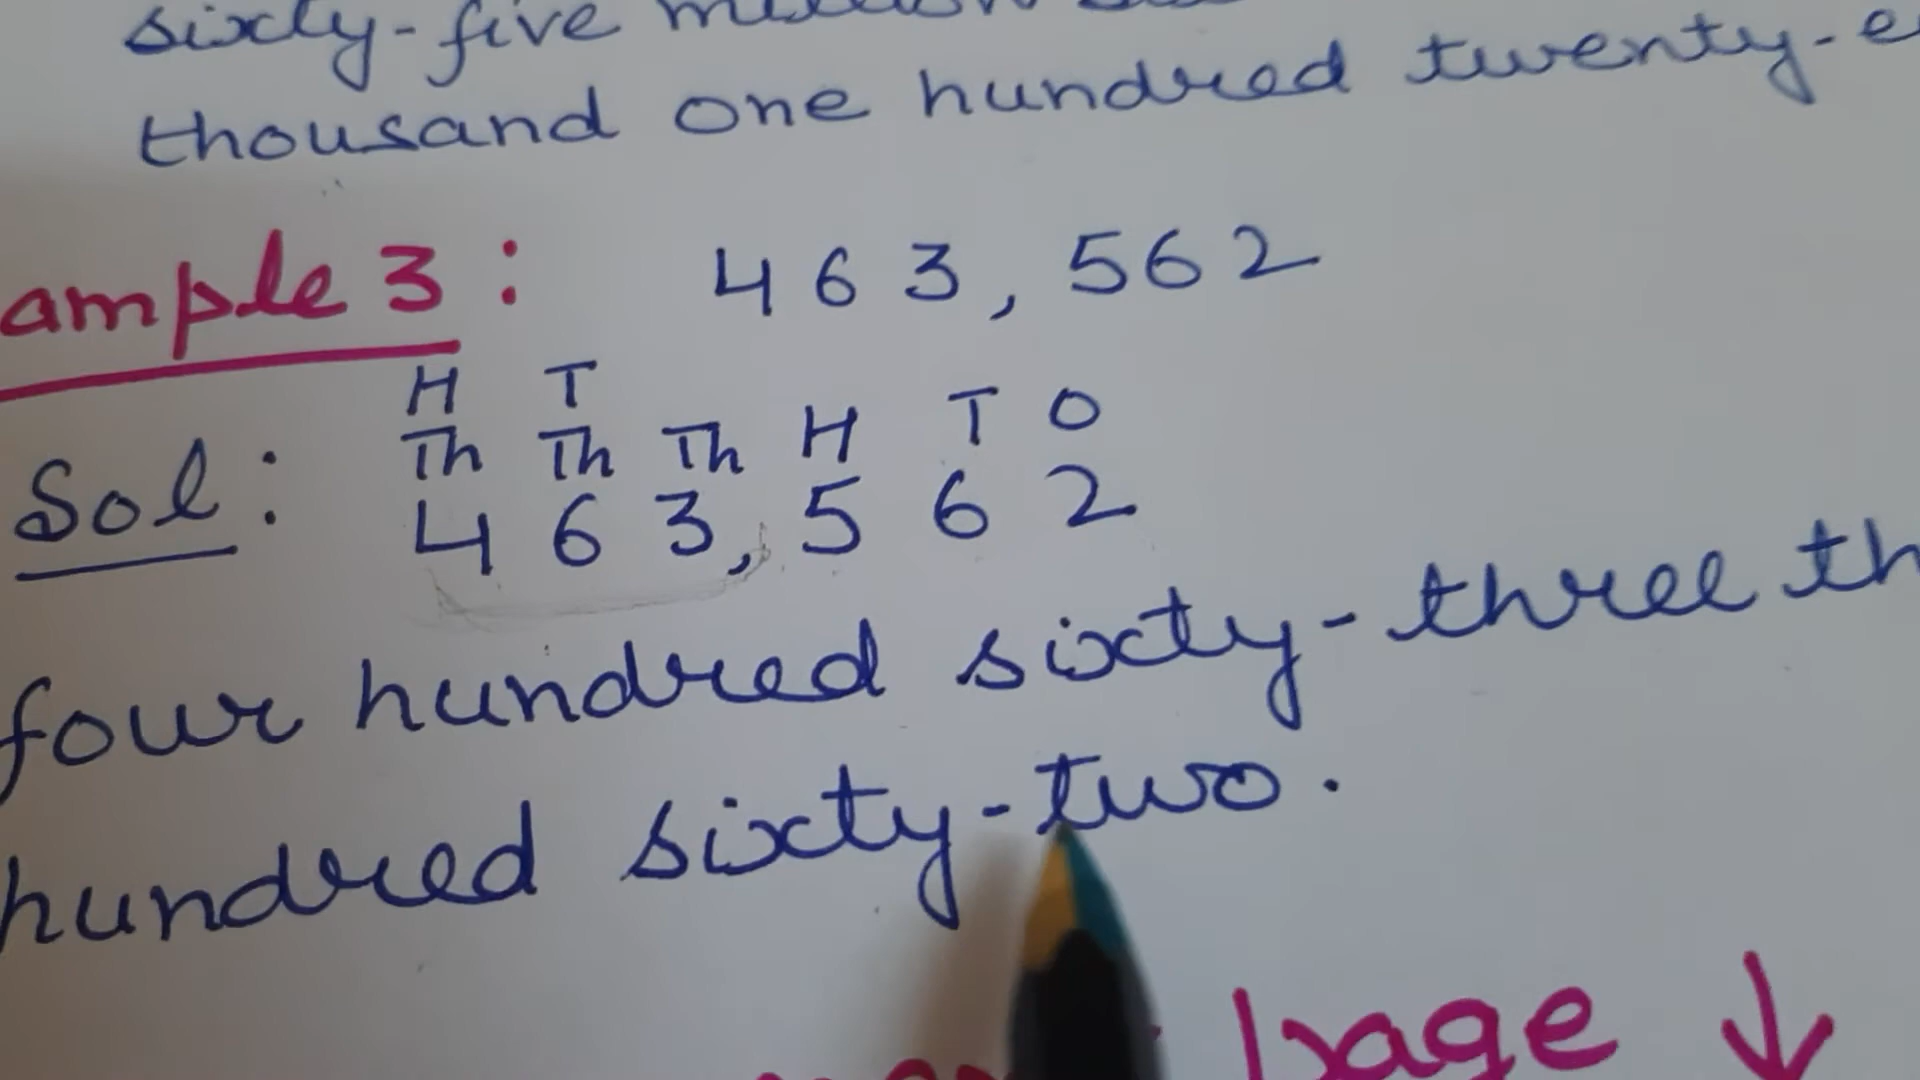 sixty-five million
thousand one hundred twenty-e
ample 3 : 463,562
H T
Th Th Th H T O
Sol : 463,562
four hundred sixty-three th
hundred sixty-two.
page ↓